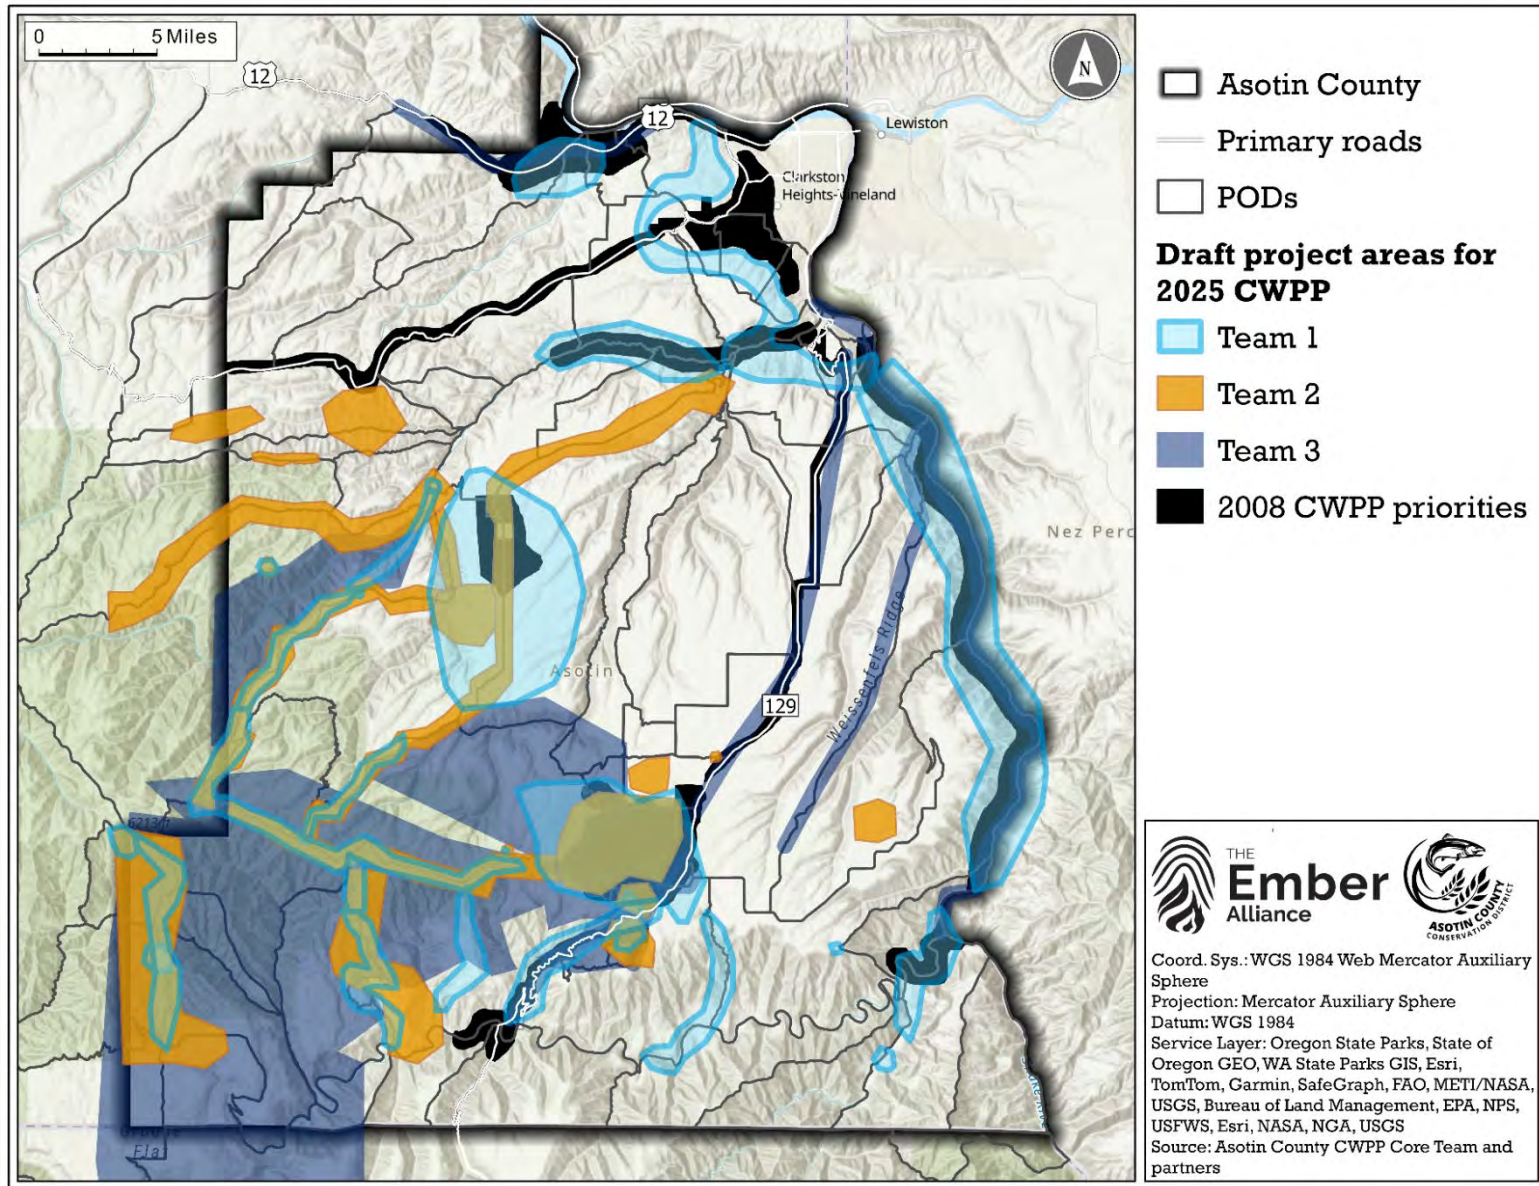 0 5 Miles
12
N
12
Lewiston
Clarkston
Heights-Vineland
Nez Perc
Weissenfels Ridge
Asotin
129
Asotin County
Primary roads
PODs
Draft project areas for
2025 CWPP
Team 1
Team 2
Team 3
2008 CWPP priorities
THE
Ember
Alliance
ASOTIN COUNTY
CONSERVATION DISTRICT
Coord. Sys.: WGS 1984 Web Mercator Auxiliary
Sphere
Projection: Mercator Auxiliary Sphere
Datum: WGS 1984
Service Layer: Oregon State Parks, State of
Oregon GEO, WA State Parks GIS, Esri,
TomTom, Garmin, SafeGraph, FAO, METI/NASA,
USGS, Bureau of Land Management, EPA, NPS,
USFWS, Esri, NASA, NGA, USGS
Source: Asotin County CWPP Core Team and
partners